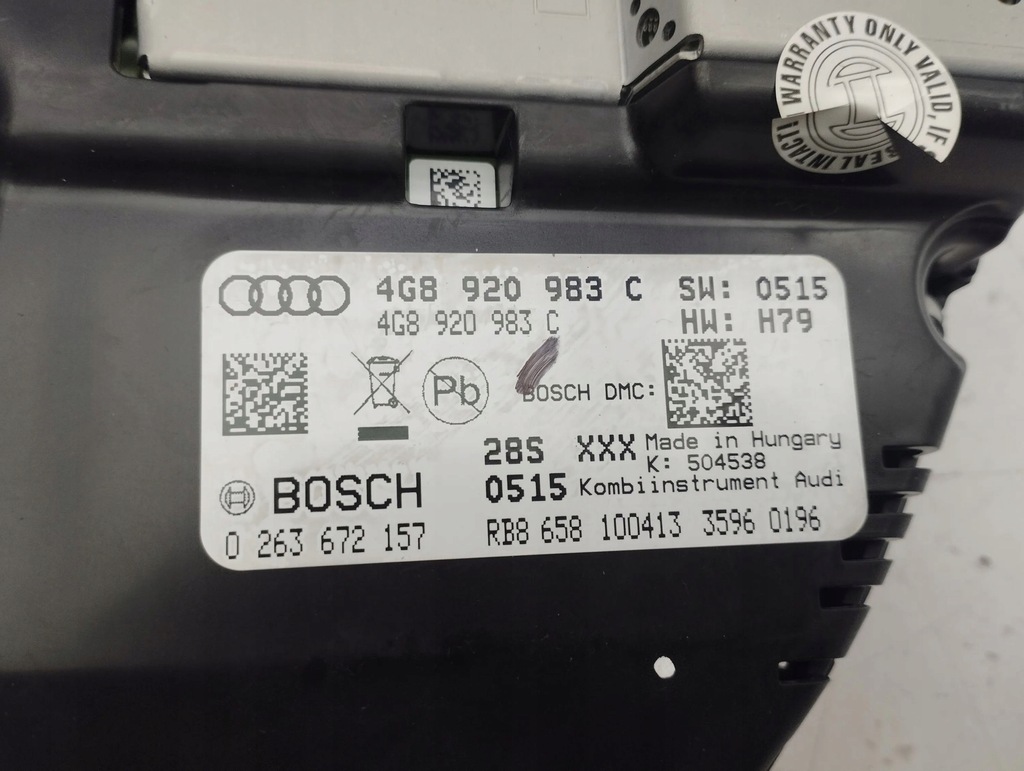 WARRANTY ONLY VALID, IF
SEAL INTACT!
4G8 920 983 C SW: 0515
4G8 920 983 C HW: H79
Pb
BOSCH DMC:
28S XXX Made in Hungary
K: 504538
BOSCH 0515 Kombiinstrument Audi
0 263 672 157 RB8 658 100413 3596 0196